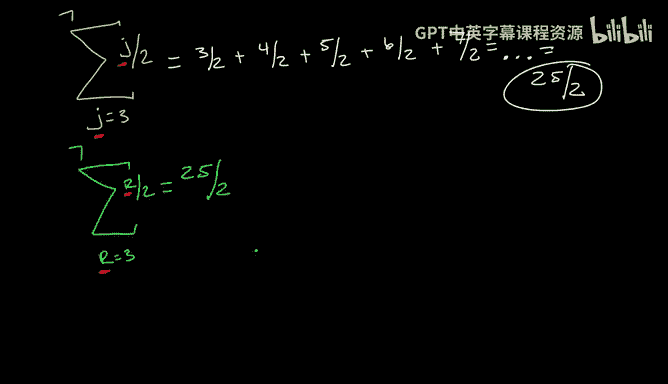 GPT中英字幕课程资源 bilibili
7
∑ j/2 = 3/2 + 4/2 + 5/2 + 6/2 + 7/2 = ... = 25/2
j=3
7
∑ R/2 = 25/2
R=3